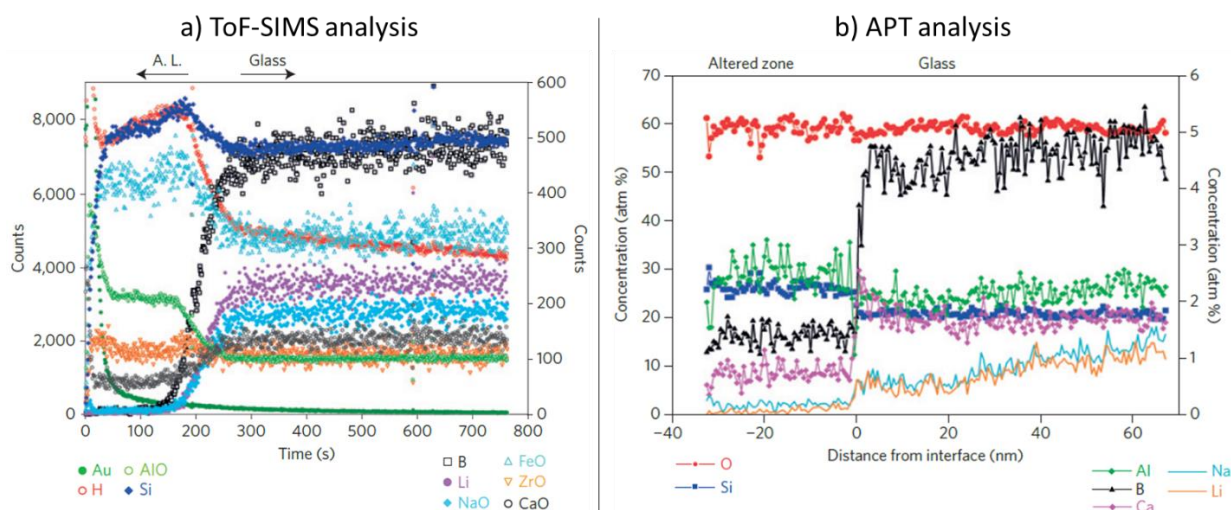 a) ToF-SIMS analysis
A. L.
Glass
Counts
8,000
6,000
4,000
2,000
0
600
500
400
300
200
100
0
Counts
0 100 200 300 400 500 600 700 800
Time (s)
Au AlO
H Si
B FeO
Li ZrO
NaO CaO
b) APT analysis
Altered zone Glass
Concentration (atm %)
70
60
50
40
30
20
10
0
6
5
4
3
2
1
0
Concentration (atm %)
−40 −20 0 20 40 60
Distance from interface (nm)
O
Si
Al Na
B Li
Ca